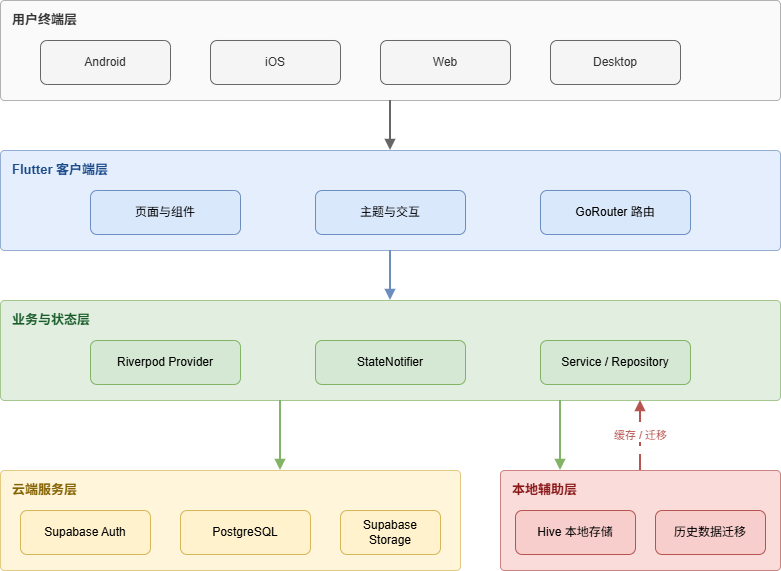 用户终端层
Android
iOS
Web
Desktop
Flutter 客户端层
页面与组件
主题与交互
GoRouter 路由
业务与状态层
Riverpod Provider
StateNotifier
Service / Repository
缓存 / 迁移
云端服务层
Supabase Auth
PostgreSQL
Supabase
Storage
本地辅助层
Hive 本地存储
历史数据迁移